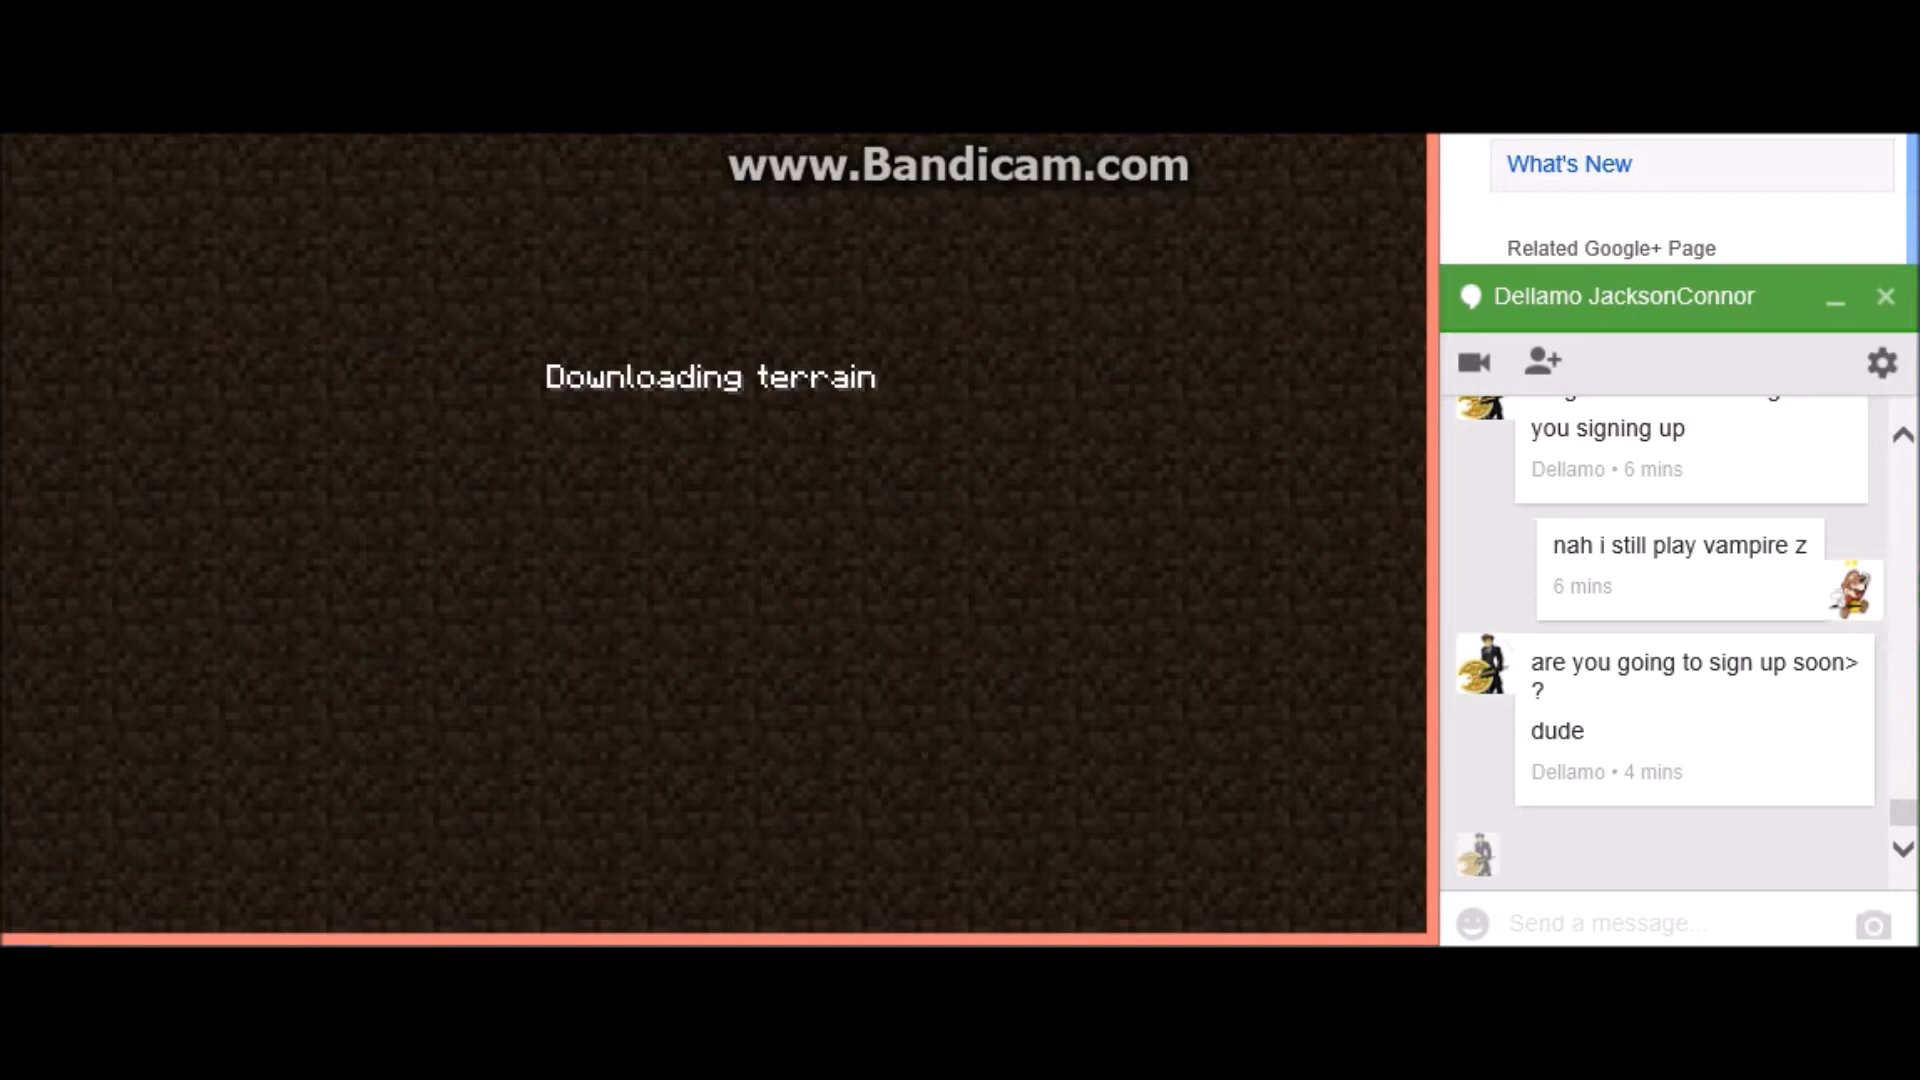 www.Bandicam.com
Downloading terrain
What's New
Related Google+ Page
Dellamo JacksonConnor
you signing up
Dellamo • 6 mins
nah i still play vampire z
6 mins
are you going to sign up soon>
?
dude
Dellamo • 4 mins
Send a message...